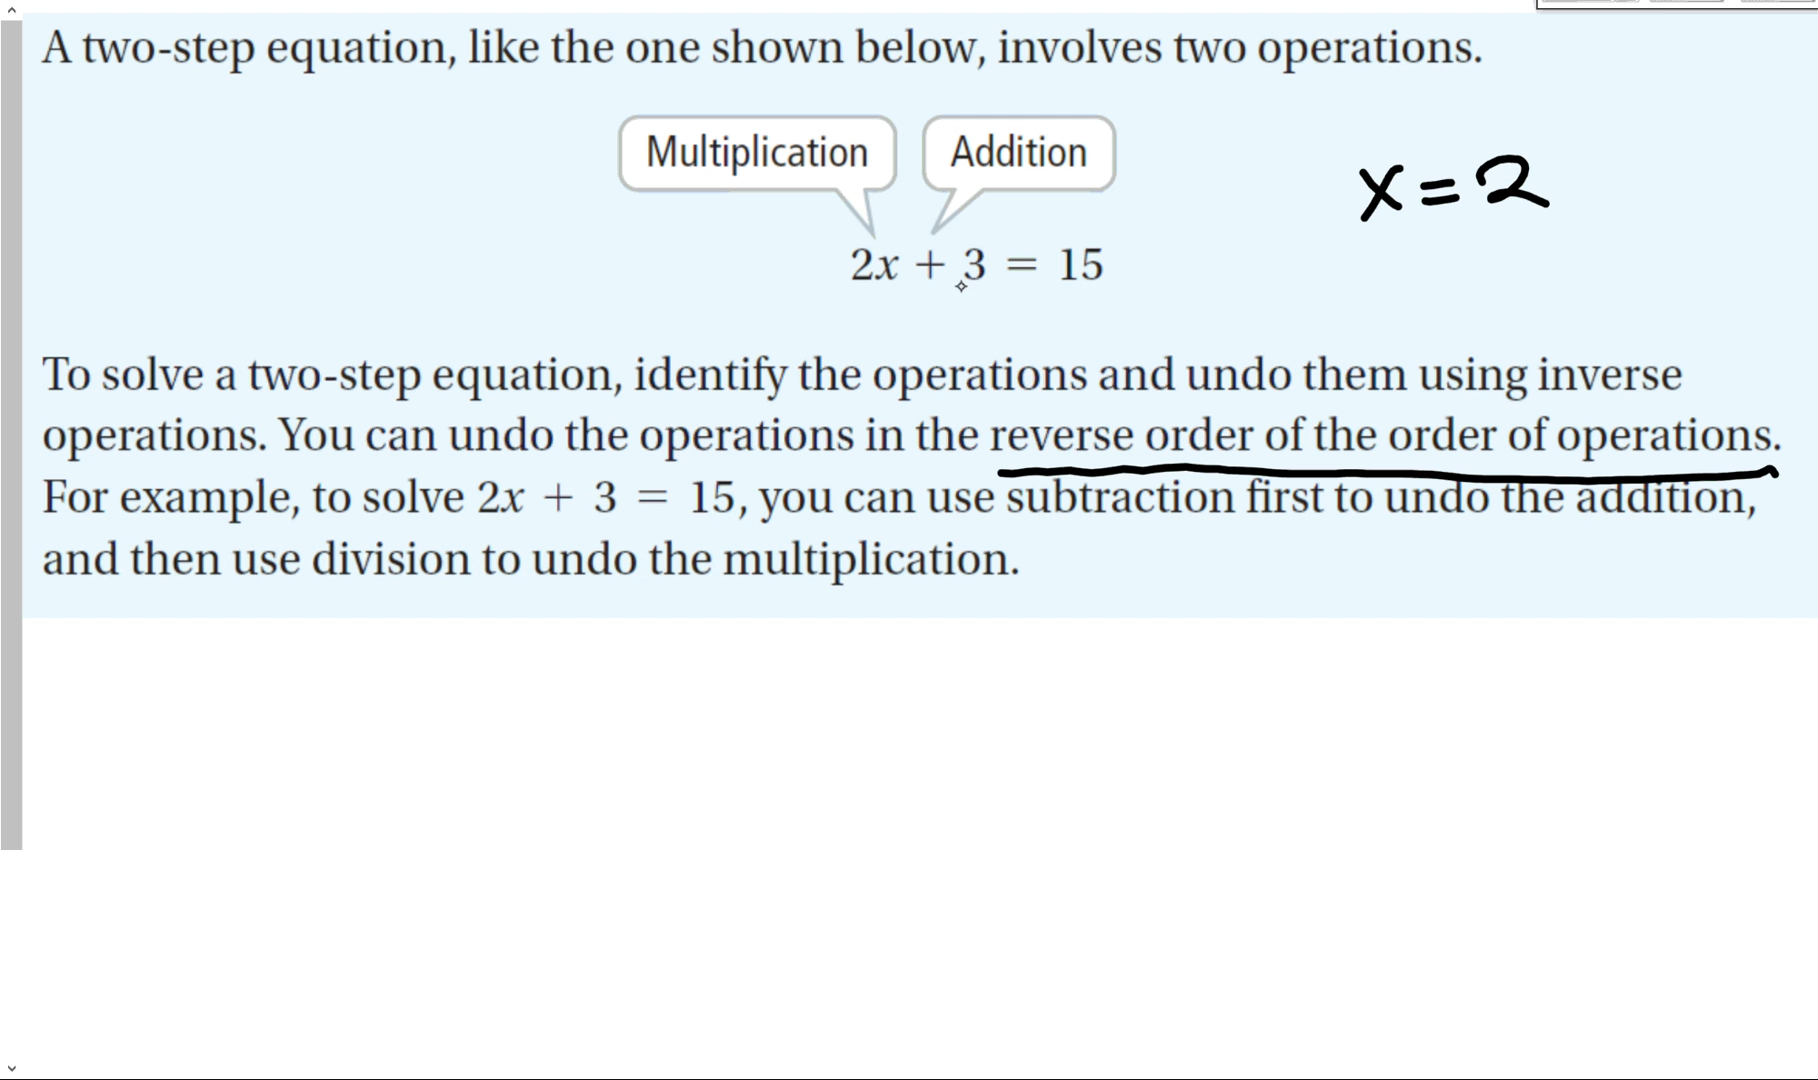 A two-step equation, like the one shown below, involves two operations.
Multiplication Addition
x=2
2x + 3 = 15
To solve a two-step equation, identify the operations and undo them using inverse
operations. You can undo the operations in the reverse order of the order of operations.
For example, to solve 2x + 3 = 15, you can use subtraction first to undo the addition,
and then use division to undo the multiplication.